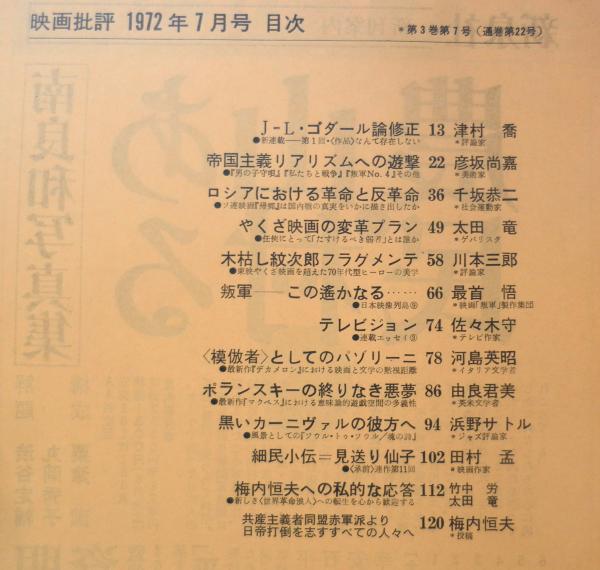 映画批評 1972年7月号 目次
*第3巻第7号(通巻第22号)
J-L・ゴダール論修正 13 津村 喬
●新連載——第1回・〈作品〉なんて存在しない *評論家
帝国主義リアリズムへの遊撃 22 彦坂尚嘉
●『男の子守唄』『私たちと戦争』『叛軍No.4』その他 *美術家
ロシアにおける革命と反革命 36 千坂恭二
●ソ連映画『帰郷』は国内戦の真実をいかに描き出したか *社会運動家
やくざ映画の変革プラン 49 太田 竜
●任侠にとって「たすけるべき弱者」とは誰か *ゲバリスタ
木枯し紋次郎フラグメンテ 58 川本三郎
●東映やくざ映画を超えた70年代型ヒーローの美学 *評論家
叛軍——この遙かなる…… 66 最首 悟
●日本映像列島⑨ *映画「叛軍」製作集団
テレビジョン 74 佐々木守
●連載エッセイ③ *テレビ作家
〈模倣者〉としてのパゾリーニ 78 河島英昭
●最新作『デカメロン』における映画と文学の黙視距離 *イタリア文学者
ポランスキーの終りなき悪夢 86 由良君美
●最新作『マクベス』における意味論的遊戯空間の多義性 *英米文学者
黒いカーニヴァルの彼方へ 94 浜野サトル
●風景としての『ソウル・トゥ・ソウル/魂の詩』 *ジャズ評論家
細民小伝=見送り仙子 102 田村 孟
●〈承前〉連作第11回 *映画作家
梅内恒夫への私的な応答 112 竹中 労
●新しき〈世界革命浪人〉への転生を心から歓迎する 太田 竜
共産主義者同盟赤軍派より 120 梅内恒夫
日帝打倒を志すすべての人々へ *投稿
南良和写真集
ある